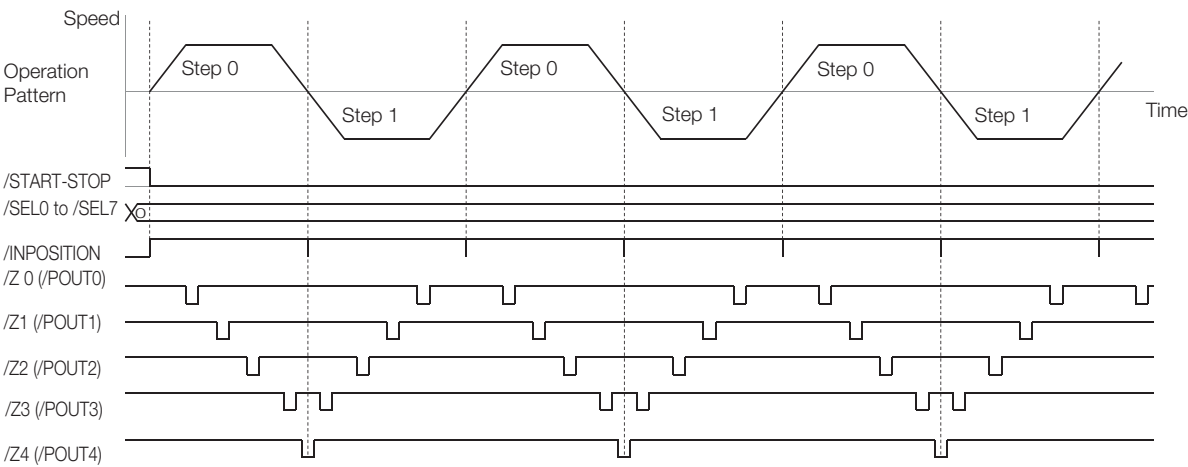 Speed
Operation
Pattern
Step 0
Step 0
Step 0
Step 1
Step 1
Step 1
Time
/START-STOP
/SEL0 to /SEL7
0
/INPOSITION
/Z 0 (/POUT0)
/Z1 (/POUT1)
/Z2 (/POUT2)
/Z3 (/POUT3)
/Z4 (/POUT4)